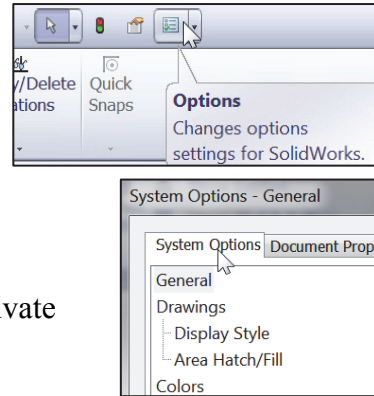 y/Delete Quick
ations Snaps
Options
Changes options
settings for SolidWorks.
System Options - General
System Options Document Prop
General
Drawings
Display Style
Area Hatch/Fill
Colors
vate